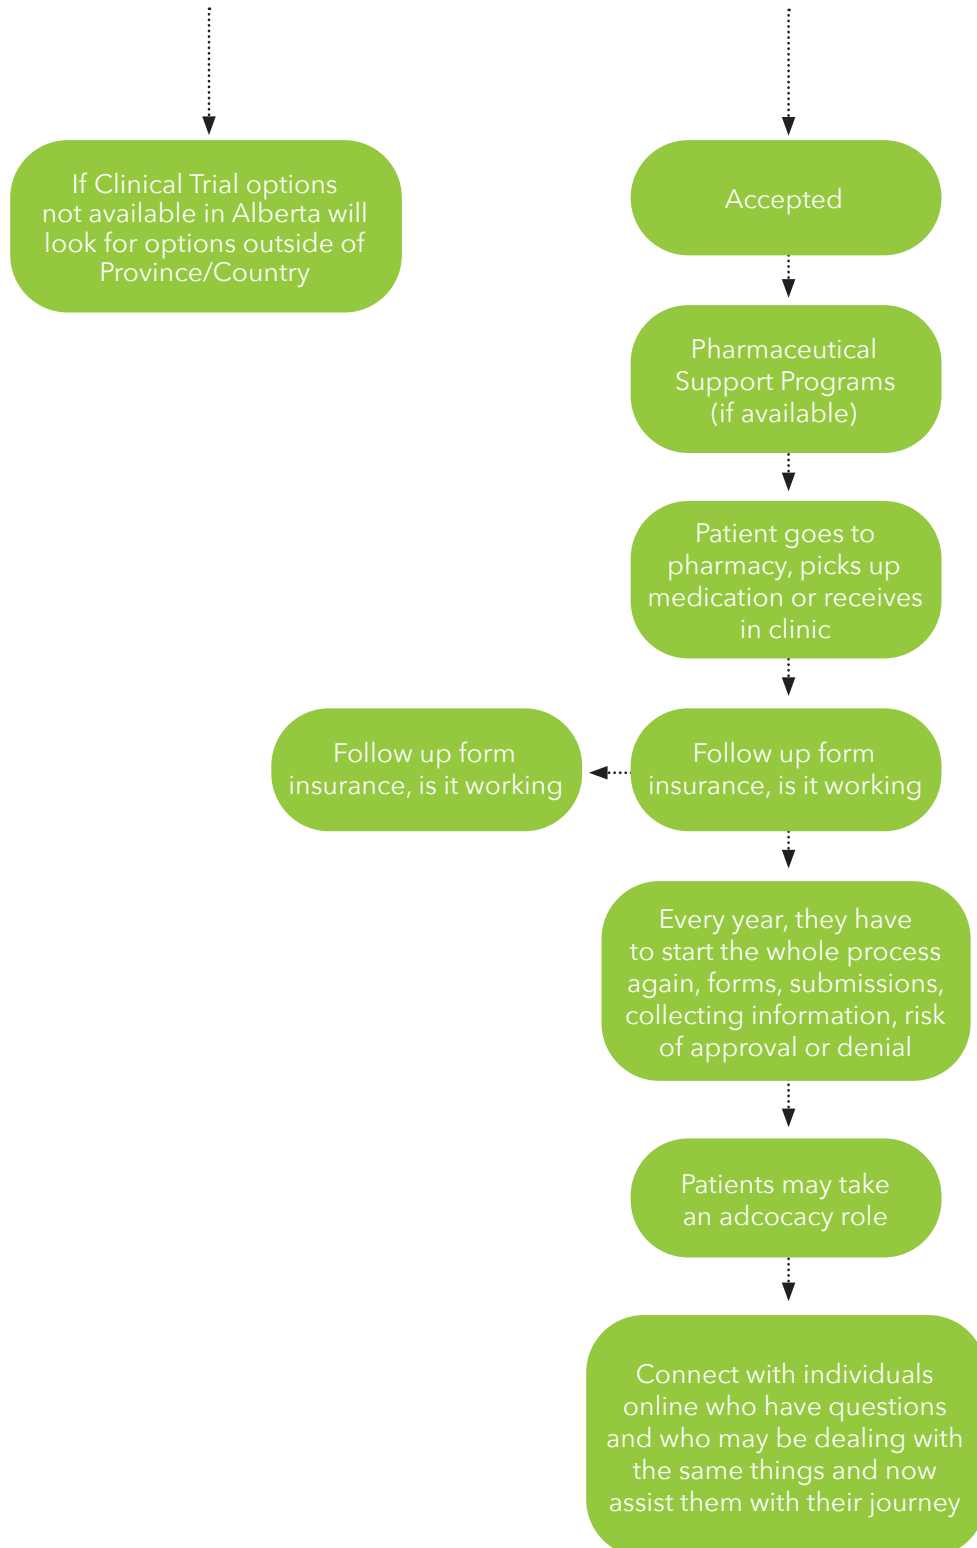 If Clinical Trial options
not available in Alberta will
look for options outside of
Province/Country
Accepted
Pharmaceutical
Support Programs
(if available)
Patient goes to
pharmacy, picks up
medication or receives
in clinic
Follow up form
insurance, is it working
Follow up form
insurance, is it working
Every year, they have
to start the whole process
again, forms, submissions,
collecting information, risk
of approval or denial
Patients may take
an adcocacy role
Connect with individuals
online who have questions
and who may be dealing with
the same things and now
assist them with their journey